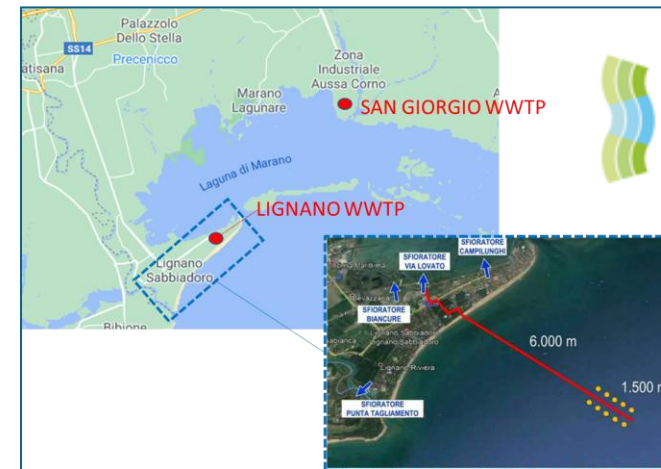 Palazzolo
Dello Stella
SS14
atisana
Precenicco
Zona
Industriale
Aussa Corno
Marano
Lagunare
SAN GIORGIO WWTP
Laguna di Marano
LIGNANO WWTP
Lignano
Sabbiadoro
Bibione
SFIORATORE
CAMPILUNGHI
SFIORATORE
VIA LOVATO
SFIORATORE
BIANCURE
Lignano Riviera
6.000 m
1.500 m
SFIORATORE
PUNTA TAGLIAMENTO